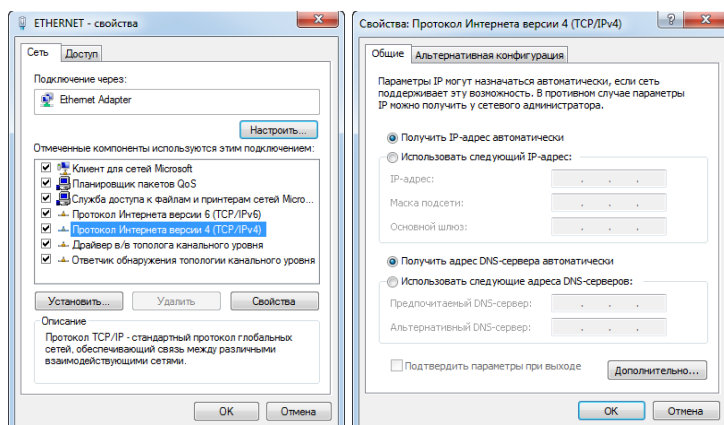 ETHERNET - свойства
Сеть
Доступ
Подключение через:
Ethernet Adapter
Настроить...
Отмеченные компоненты используются этим подключением:
Клиент для сетей Microsoft
Планировщик пакетов QoS
Служба доступа к файлам и принтерам сетей Micro...
Протокол Интернета версии 6 (TCP/IPv6)
Протокол Интернета версии 4 (TCP/IPv4)
Драйвер в/в тополога канального уровня
Ответчик обнаружения топологии канального уровня
Установить...
Удалить
Свойства
Описание
Протокол TCP/IP - стандартный протокол глобальных
сетей, обеспечивающий связь между различными
взаимодействующими сетями.
OK
Отмена
Свойства: Протокол Интернета версии 4 (TCP/IPv4)
Общие
Альтернативная конфигурация
Параметры IP могут назначаться автоматически, если сеть
поддерживает эту возможность. В противном случае параметры
IP можно получить у сетевого администратора.
Получить IP-адрес автоматически
Использовать следующий IP-адрес:
IP-адрес:
Маска подсети:
Основной шлюз:
Получить адрес DNS-сервера автоматически
Использовать следующие адреса DNS-серверов:
Предпочитаемый DNS-сервер:
Альтернативный DNS-сервер:
Подтвердить параметры при выходе
Дополнительно...
OK
Отмена